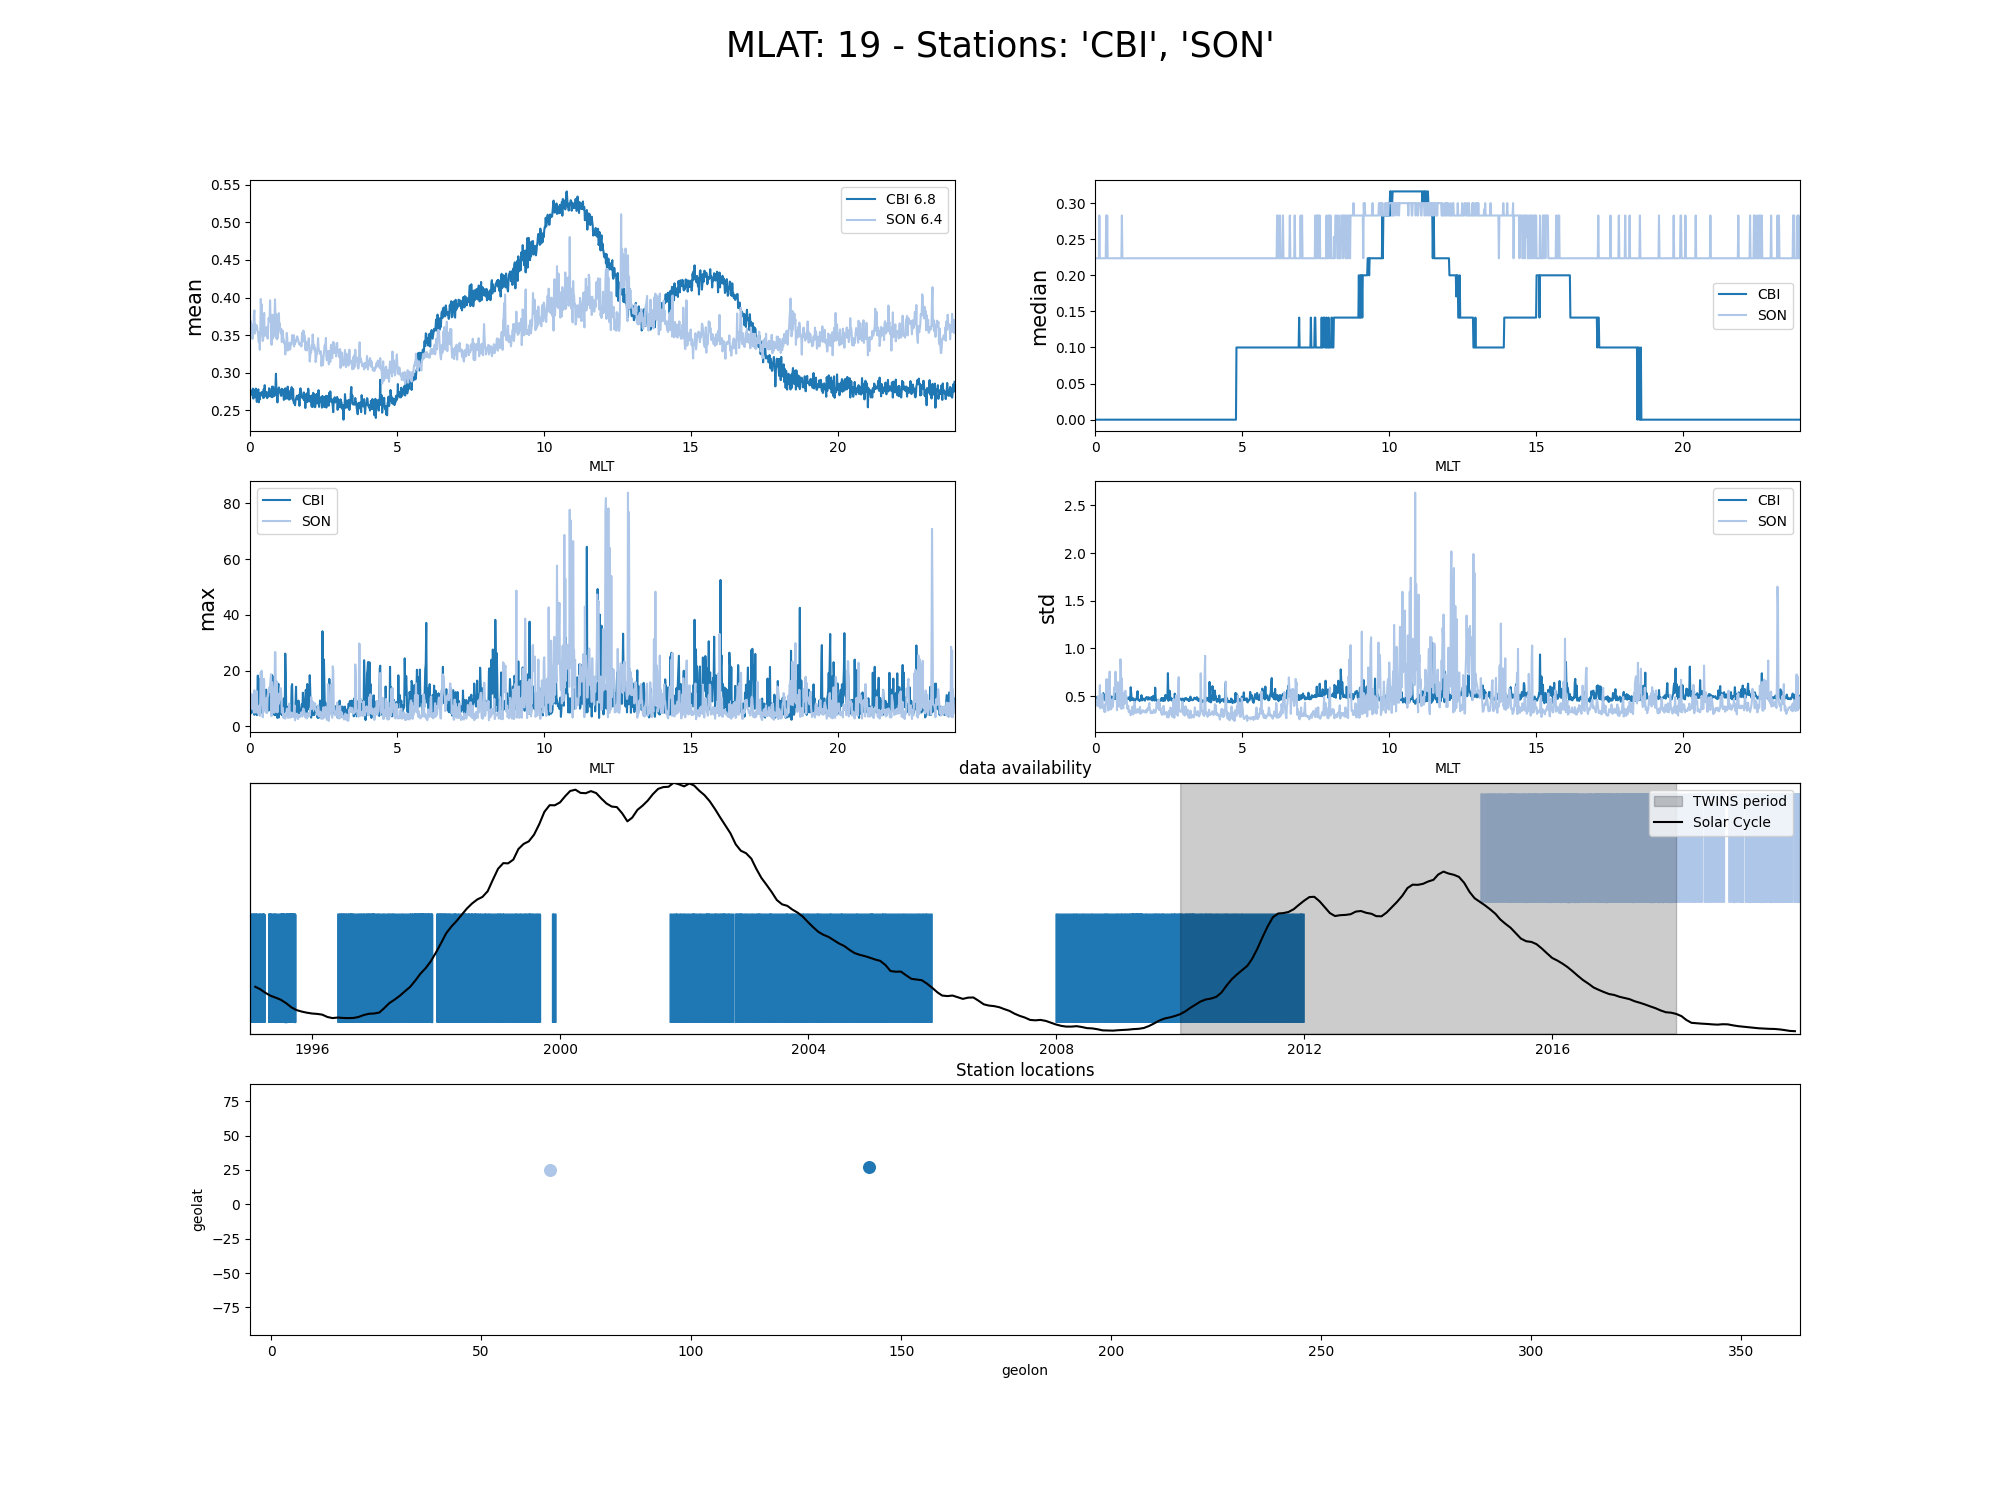 MLAT: 19 - Stations: 'CBI', 'SON'
mean
0.55
0.50
0.45
0.40
0.35
0.30
0.25
CBI 6.8
SON 6.4
0 5 10 15 20
MLT
median
0.30
0.25
0.20
0.15
0.10
0.05
0.00
CBI
SON
0 5 10 15 20
MLT
max
80
60
40
20
0
CBI
SON
0 5 10 15 20
MLT
std
2.5
2.0
1.5
1.0
0.5
CBI
SON
0 5 10 15 20
MLT
data availability
TWINS period
Solar Cycle
1996 2000 2004 2008 2012 2016
Station locations
geolat
75
50
25
0
−25
−50
−75
0 50 100 150 200 250 300 350
geolon